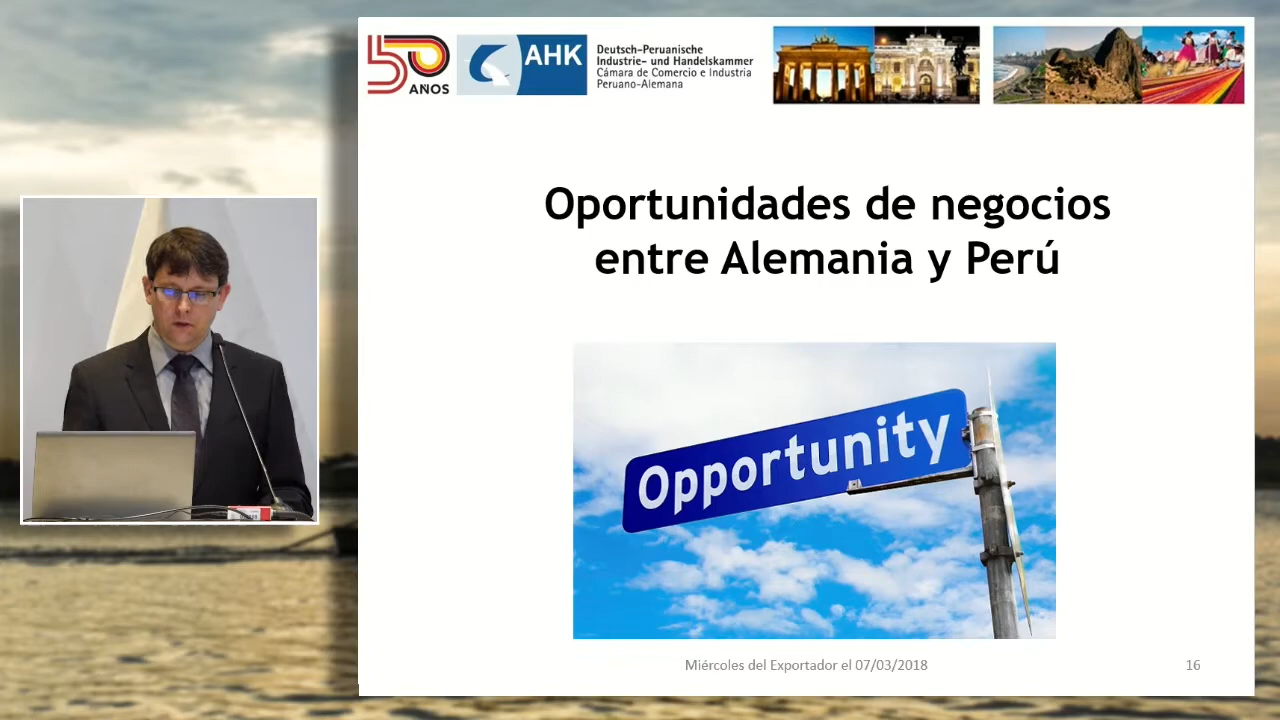 50
AÑOS
AHK
Deutsch-Peruanische
Industrie- und Handelskammer
Cámara de Comercio e Industria
Peruano-Alemana
Oportunidades de negocios
entre Alemania y Perú
Opportunity
Miércoles del Exportador el 07/03/2018
16